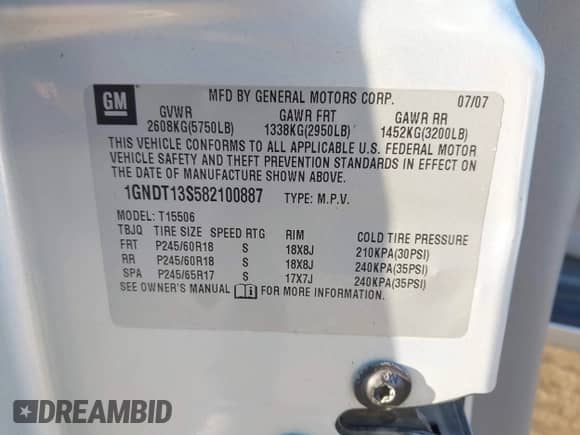 GM
MFD BY GENERAL MOTORS CORP. 07/07
GVWR GAWR FRT GAWR RR
2608KG(5750LB) 1338KG(2950LB) 1452KG(3200LB)
THIS VEHICLE CONFORMS TO ALL APPLICABLE U.S. FEDERAL MOTOR
VEHICLE SAFETY AND THEFT PREVENTION STANDARDS IN EFFECT ON
THE DATE OF MANUFACTURE SHOWN ABOVE.
1GNDT13S582100887 TYPE: M.P.V.
MODEL: T15506
TBJQ TIRE SIZE SPEED RTG RIM COLD TIRE PRESSURE
FRT P245/60R18 S 18X8J 210KPA(30PSI)
RR P245/60R18 S 18X8J 240KPA(35PSI)
SPA P245/65R17 S 17X7J 240KPA(35PSI)
SEE OWNER'S MANUAL FOR MORE INFORMATION.
DREAMBID